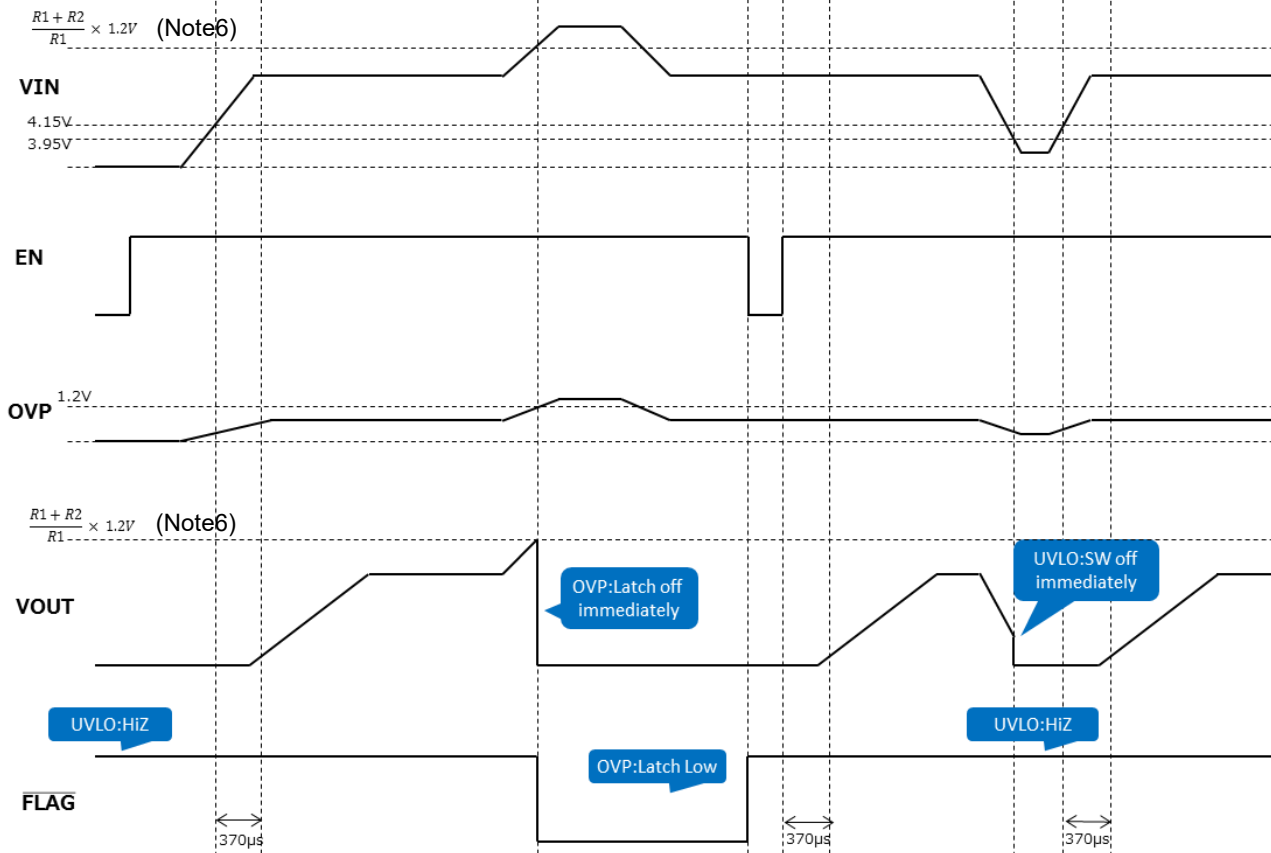 R1 + R2
R1
× 1.2V (Note6)
VIN
4.15V
3.95V
EN
1.2V
OVP
R1 + R2
R1
× 1.2V (Note6)
UVLO:SW off
immediately
OVP:Latch off
immediately
VOUT
UVLO:HiZ
UVLO:HiZ
OVP:Latch Low
FLAG
370µs
370µs
370µs